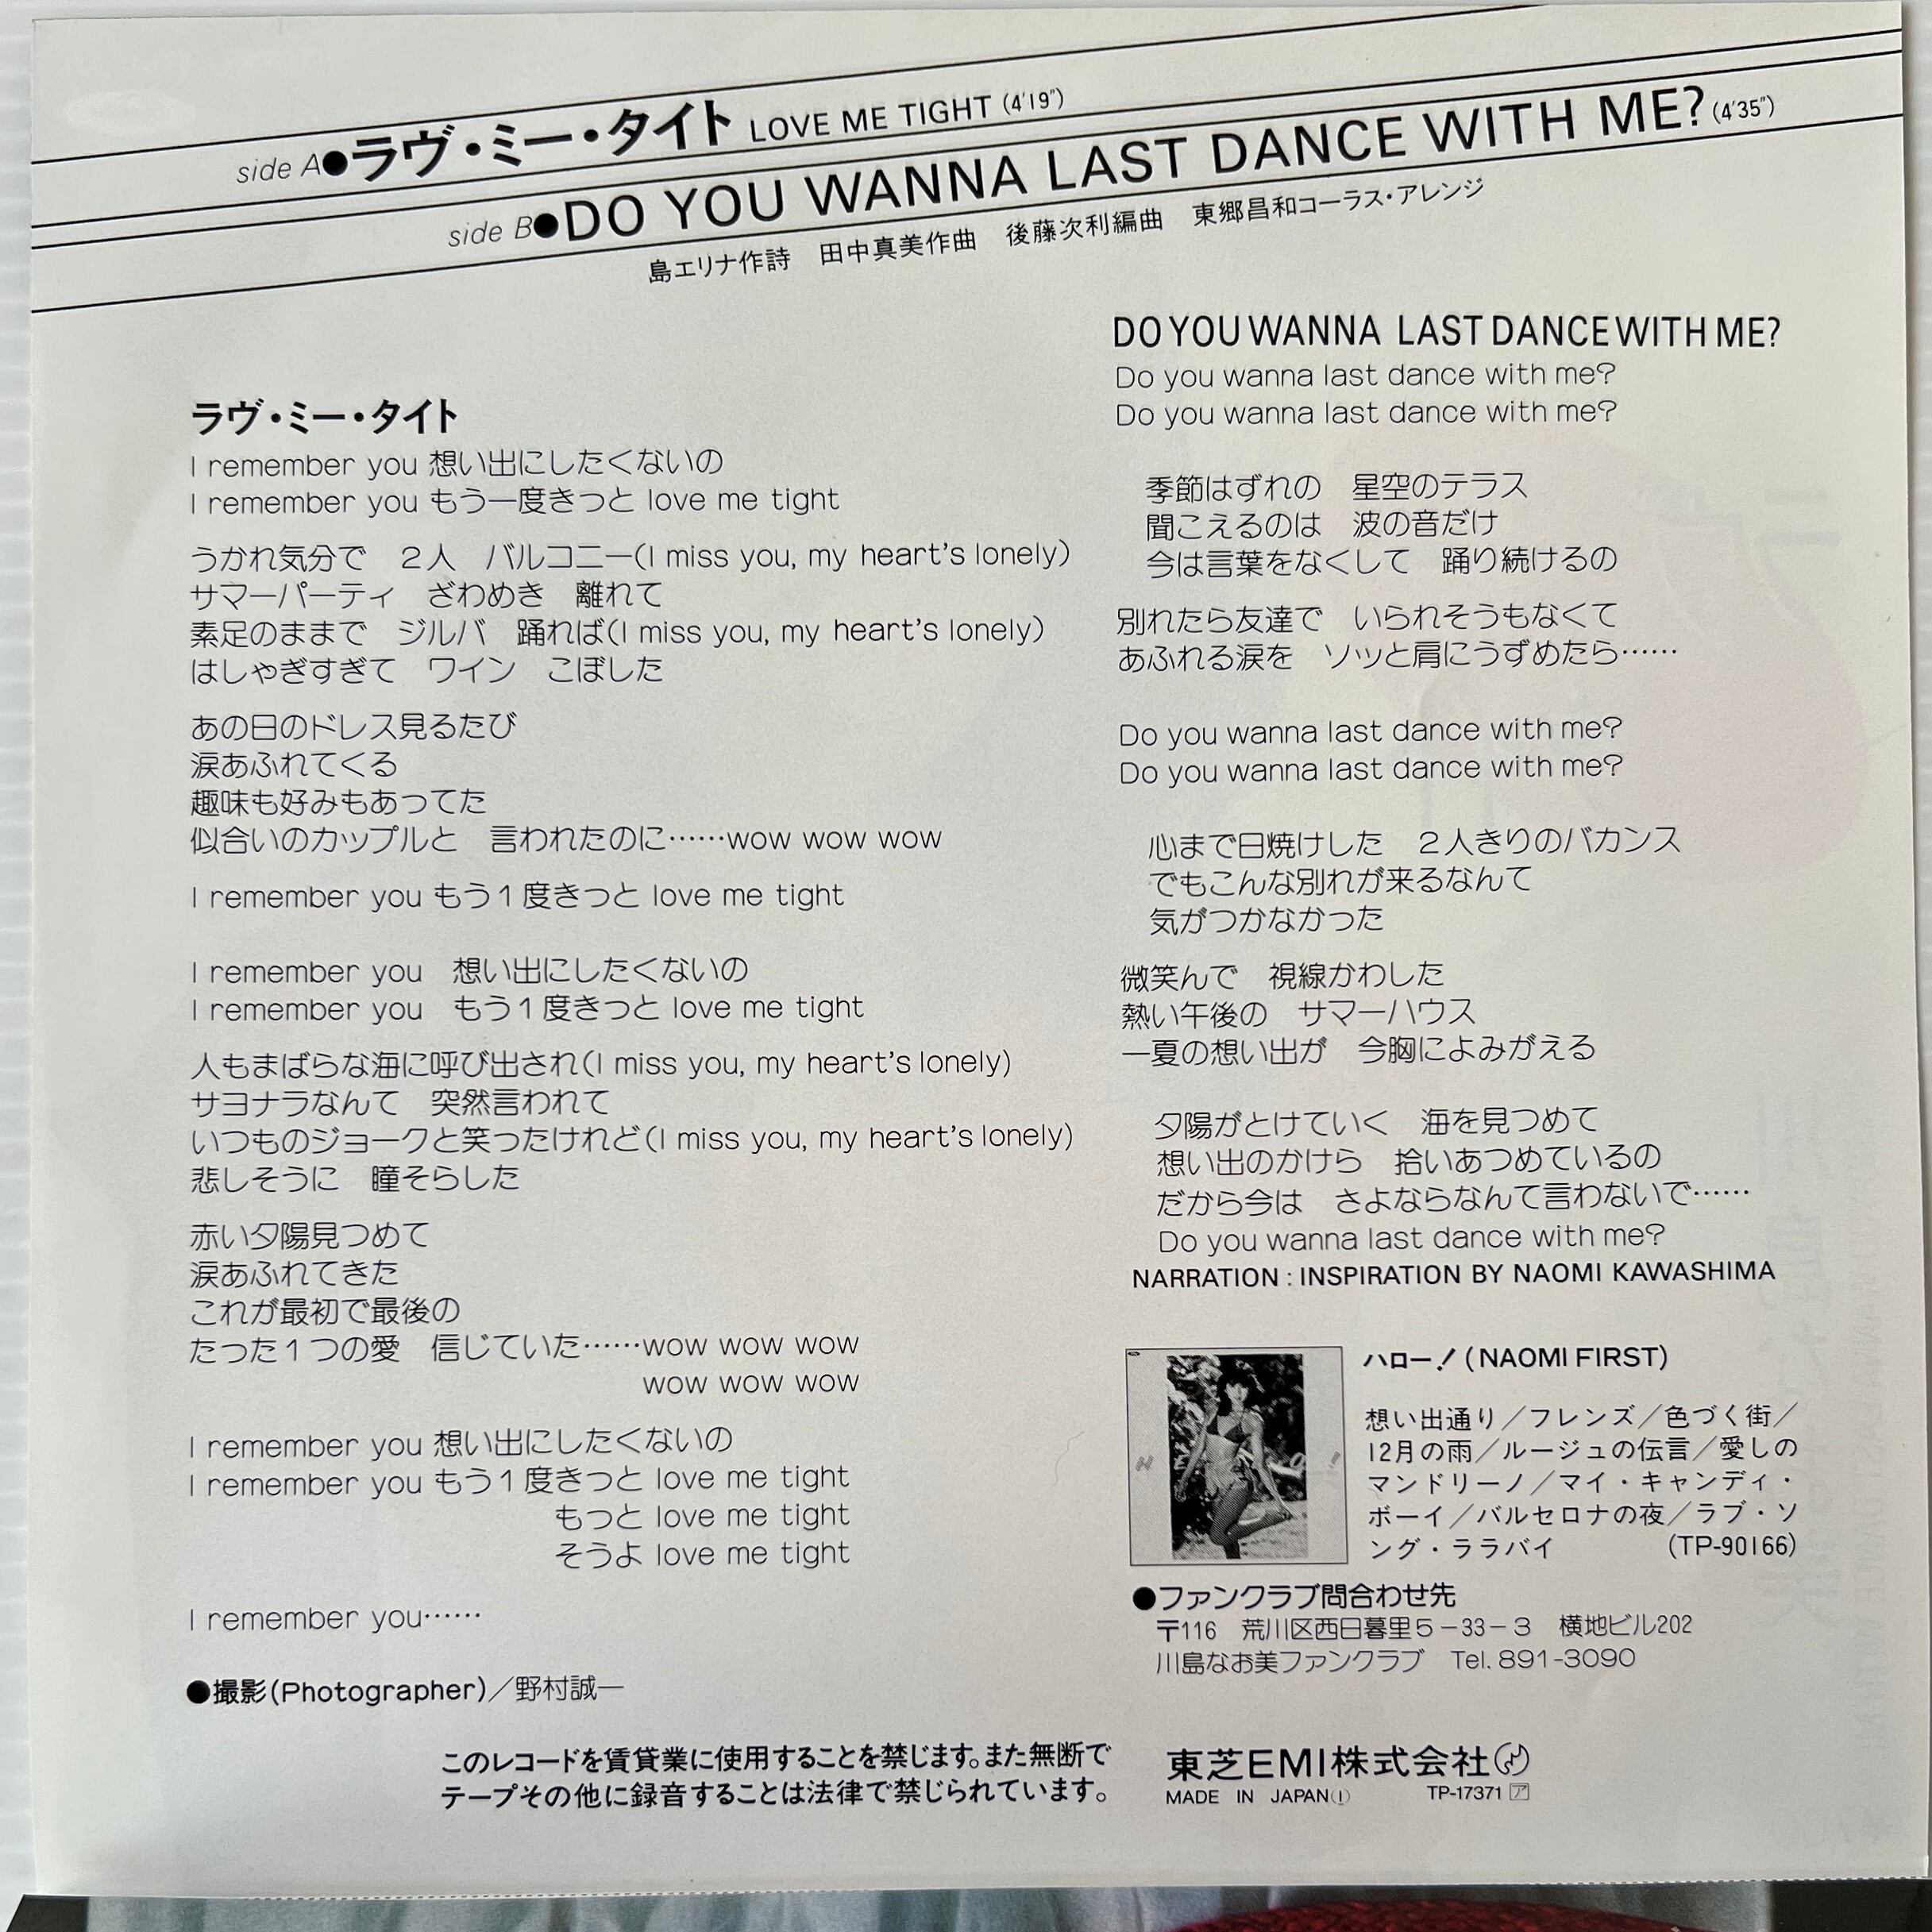 side A●ラヴ・ミー・タイト LOVE ME TIGHT (4'19")
side B●DO YOU WANNA LAST DANCE WITH ME? (4'35")
島エリナ作詩　田中真美作曲　後藤次利編曲　東郷昌和コーラス・アレンジ
ラヴ・ミー・タイト
I remember you 想い出にしたくないの
I remember you もう一度きっと love me tight
うかれ気分で　2人　バルコニー(I miss you, my heart's lonely)
サマーパーティ　ざわめき　離れて
素足のままで　ジルバ　踊れば(I miss you, my heart's lonely)
はしゃぎすぎて　ワイン　こぼした
あの日のドレス見るたび
涙あふれてくる
趣味も好みもあってた
似合いのカップルと　言われたのに……wow wow wow
I remember you もう1度きっと love me tight
I remember you　想い出にしたくないの
I remember you　もう1度きっと love me tight
人もまばらな海に呼び出され(I miss you, my heart's lonely)
サヨナラなんて　突然言われて
いつものジョークと笑ったけれど(I miss you, my heart's lonely)
悲しそうに　瞳そらした
赤い夕陽見つめて
涙あふれてきた
これが最初で最後の
たった1つの愛　信じていた……wow wow wow
wow wow wow
I remember you 想い出にしたくないの
I remember you もう1度きっと love me tight
もっと love me tight
そうよ love me tight
I remember you……
●撮影(Photographer)／野村誠一
DO YOU WANNA LAST DANCE WITH ME?
Do you wanna last dance with me?
Do you wanna last dance with me?
季節はずれの　星空のテラス
聞こえるのは　波の音だけ
今は言葉をなくして　踊り続けるの
別れたら友達で　いられそうもなくて
あふれる涙を　ソッと肩にうずめたら……
Do you wanna last dance with me?
Do you wanna last dance with me?
心まで日焼けした　2人きりのバカンス
でもこんな別れが来るなんて
気がつかなかった
微笑んで　視線かわした
熱い午後の　サマーハウス
一夏の想い出が　今胸によみがえる
夕陽がとけていく　海を見つめて
想い出のかけら　拾いあつめているの
だから今は　さよならなんて言わないで……
Do you wanna last dance with me?
NARRATION : INSPIRATION BY NAOMI KAWASHIMA
ハロー！(NAOMI FIRST)
想い出通り／フレンズ／色づく街／
12月の雨／ルージュの伝言／愛しの
マンドリーノ／マイ・キャンディ・
ボーイ／バルセロナの夜／ラブ・ソ
ング・ララバイ　(TP-90166)
●ファンクラブ問合わせ先
〒116　荒川区西日暮里5-33-3　横地ビル202
川島なお美ファンクラブ　Tel. 891-3090
このレコードを賃貸業に使用することを禁じます。また無断で
テープその他に録音することは法律で禁じられています。
東芝EMI株式会社
MADE IN JAPAN(I)　TP-17371 ア